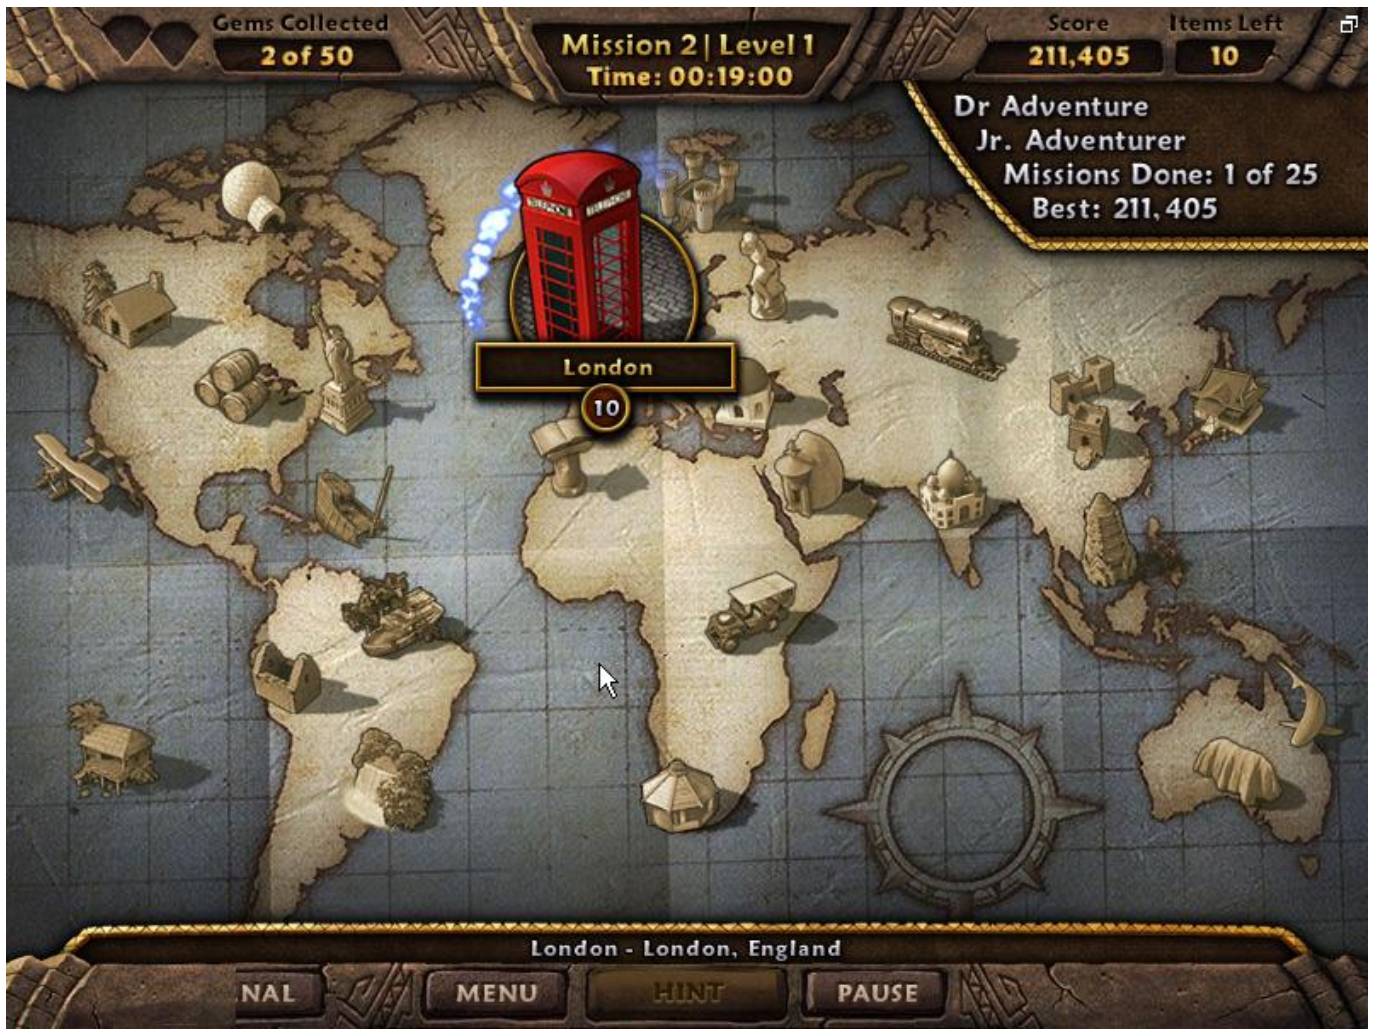 Gems Collected
2 of 50
Mission 2 | Level 1
Time: 00:19:00
Score
211,405
Items Left
10
Dr Adventure
Jr. Adventurer
Missions Done: 1 of 25
Best: 211,405
TELEPHONE TELEPHONE
London
10
London - London, England
NAL
MENU
HINT
PAUSE